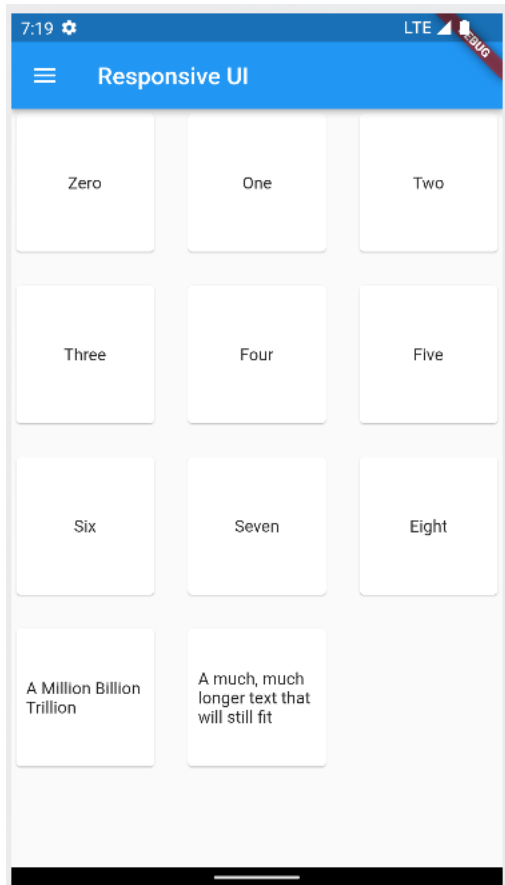 7:19 LTE
DEBUG
Responsive UI
Zero One Two
Three Four Five
Six Seven Eight
A Million Billion
Trillion
A much, much
longer text that
will still fit